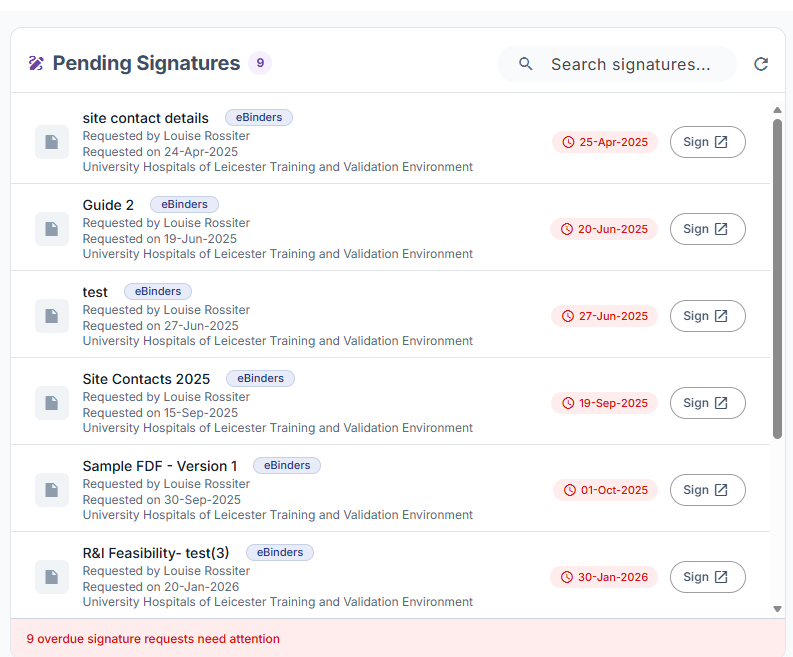 Pending Signatures 9
Search signatures...
site contact details eBinders
Requested by Louise Rossiter
Requested on 24-Apr-2025
University Hospitals of Leicester Training and Validation Environment
25-Apr-2025 Sign
Guide 2 eBinders
Requested by Louise Rossiter
Requested on 19-Jun-2025
University Hospitals of Leicester Training and Validation Environment
20-Jun-2025 Sign
test eBinders
Requested by Louise Rossiter
Requested on 27-Jun-2025
University Hospitals of Leicester Training and Validation Environment
27-Jun-2025 Sign
Site Contacts 2025 eBinders
Requested by Louise Rossiter
Requested on 15-Sep-2025
University Hospitals of Leicester Training and Validation Environment
19-Sep-2025 Sign
Sample FDF - Version 1 eBinders
Requested by Louise Rossiter
Requested on 30-Sep-2025
University Hospitals of Leicester Training and Validation Environment
01-Oct-2025 Sign
R&I Feasibility- test(3) eBinders
Requested by Louise Rossiter
Requested on 20-Jan-2026
University Hospitals of Leicester Training and Validation Environment
30-Jan-2026 Sign
9 overdue signature requests need attention